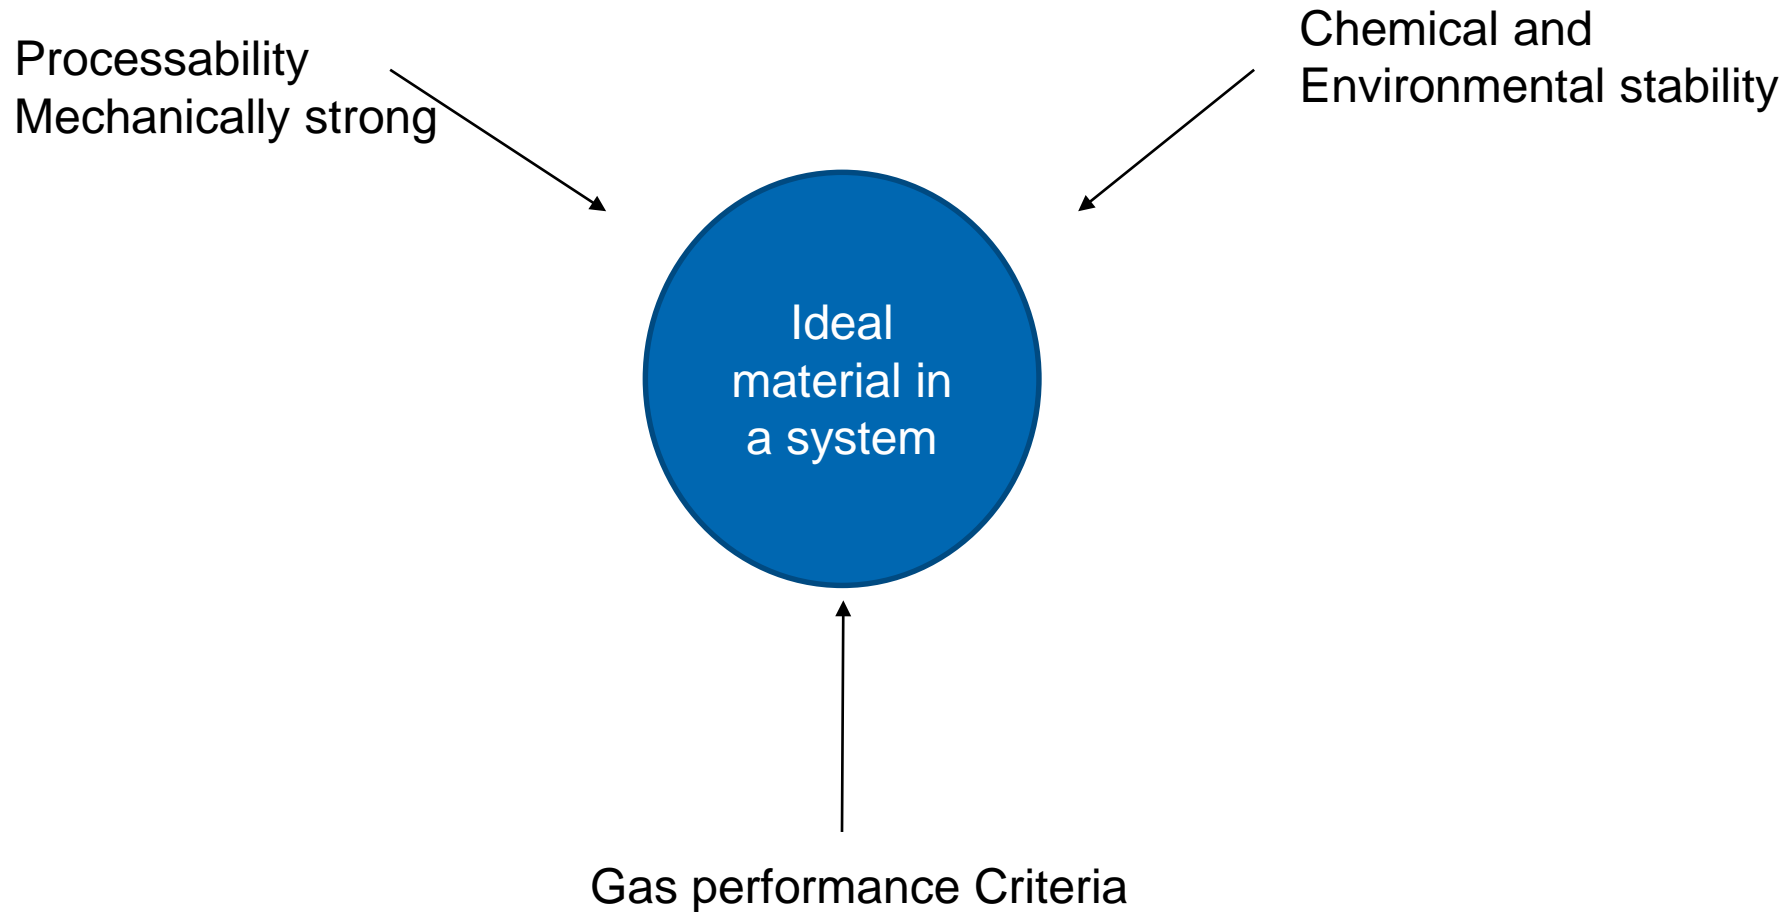 Processability
Mechanically strong
Chemical and
Environmental stability
Ideal
material in
a system
Gas performance Criteria